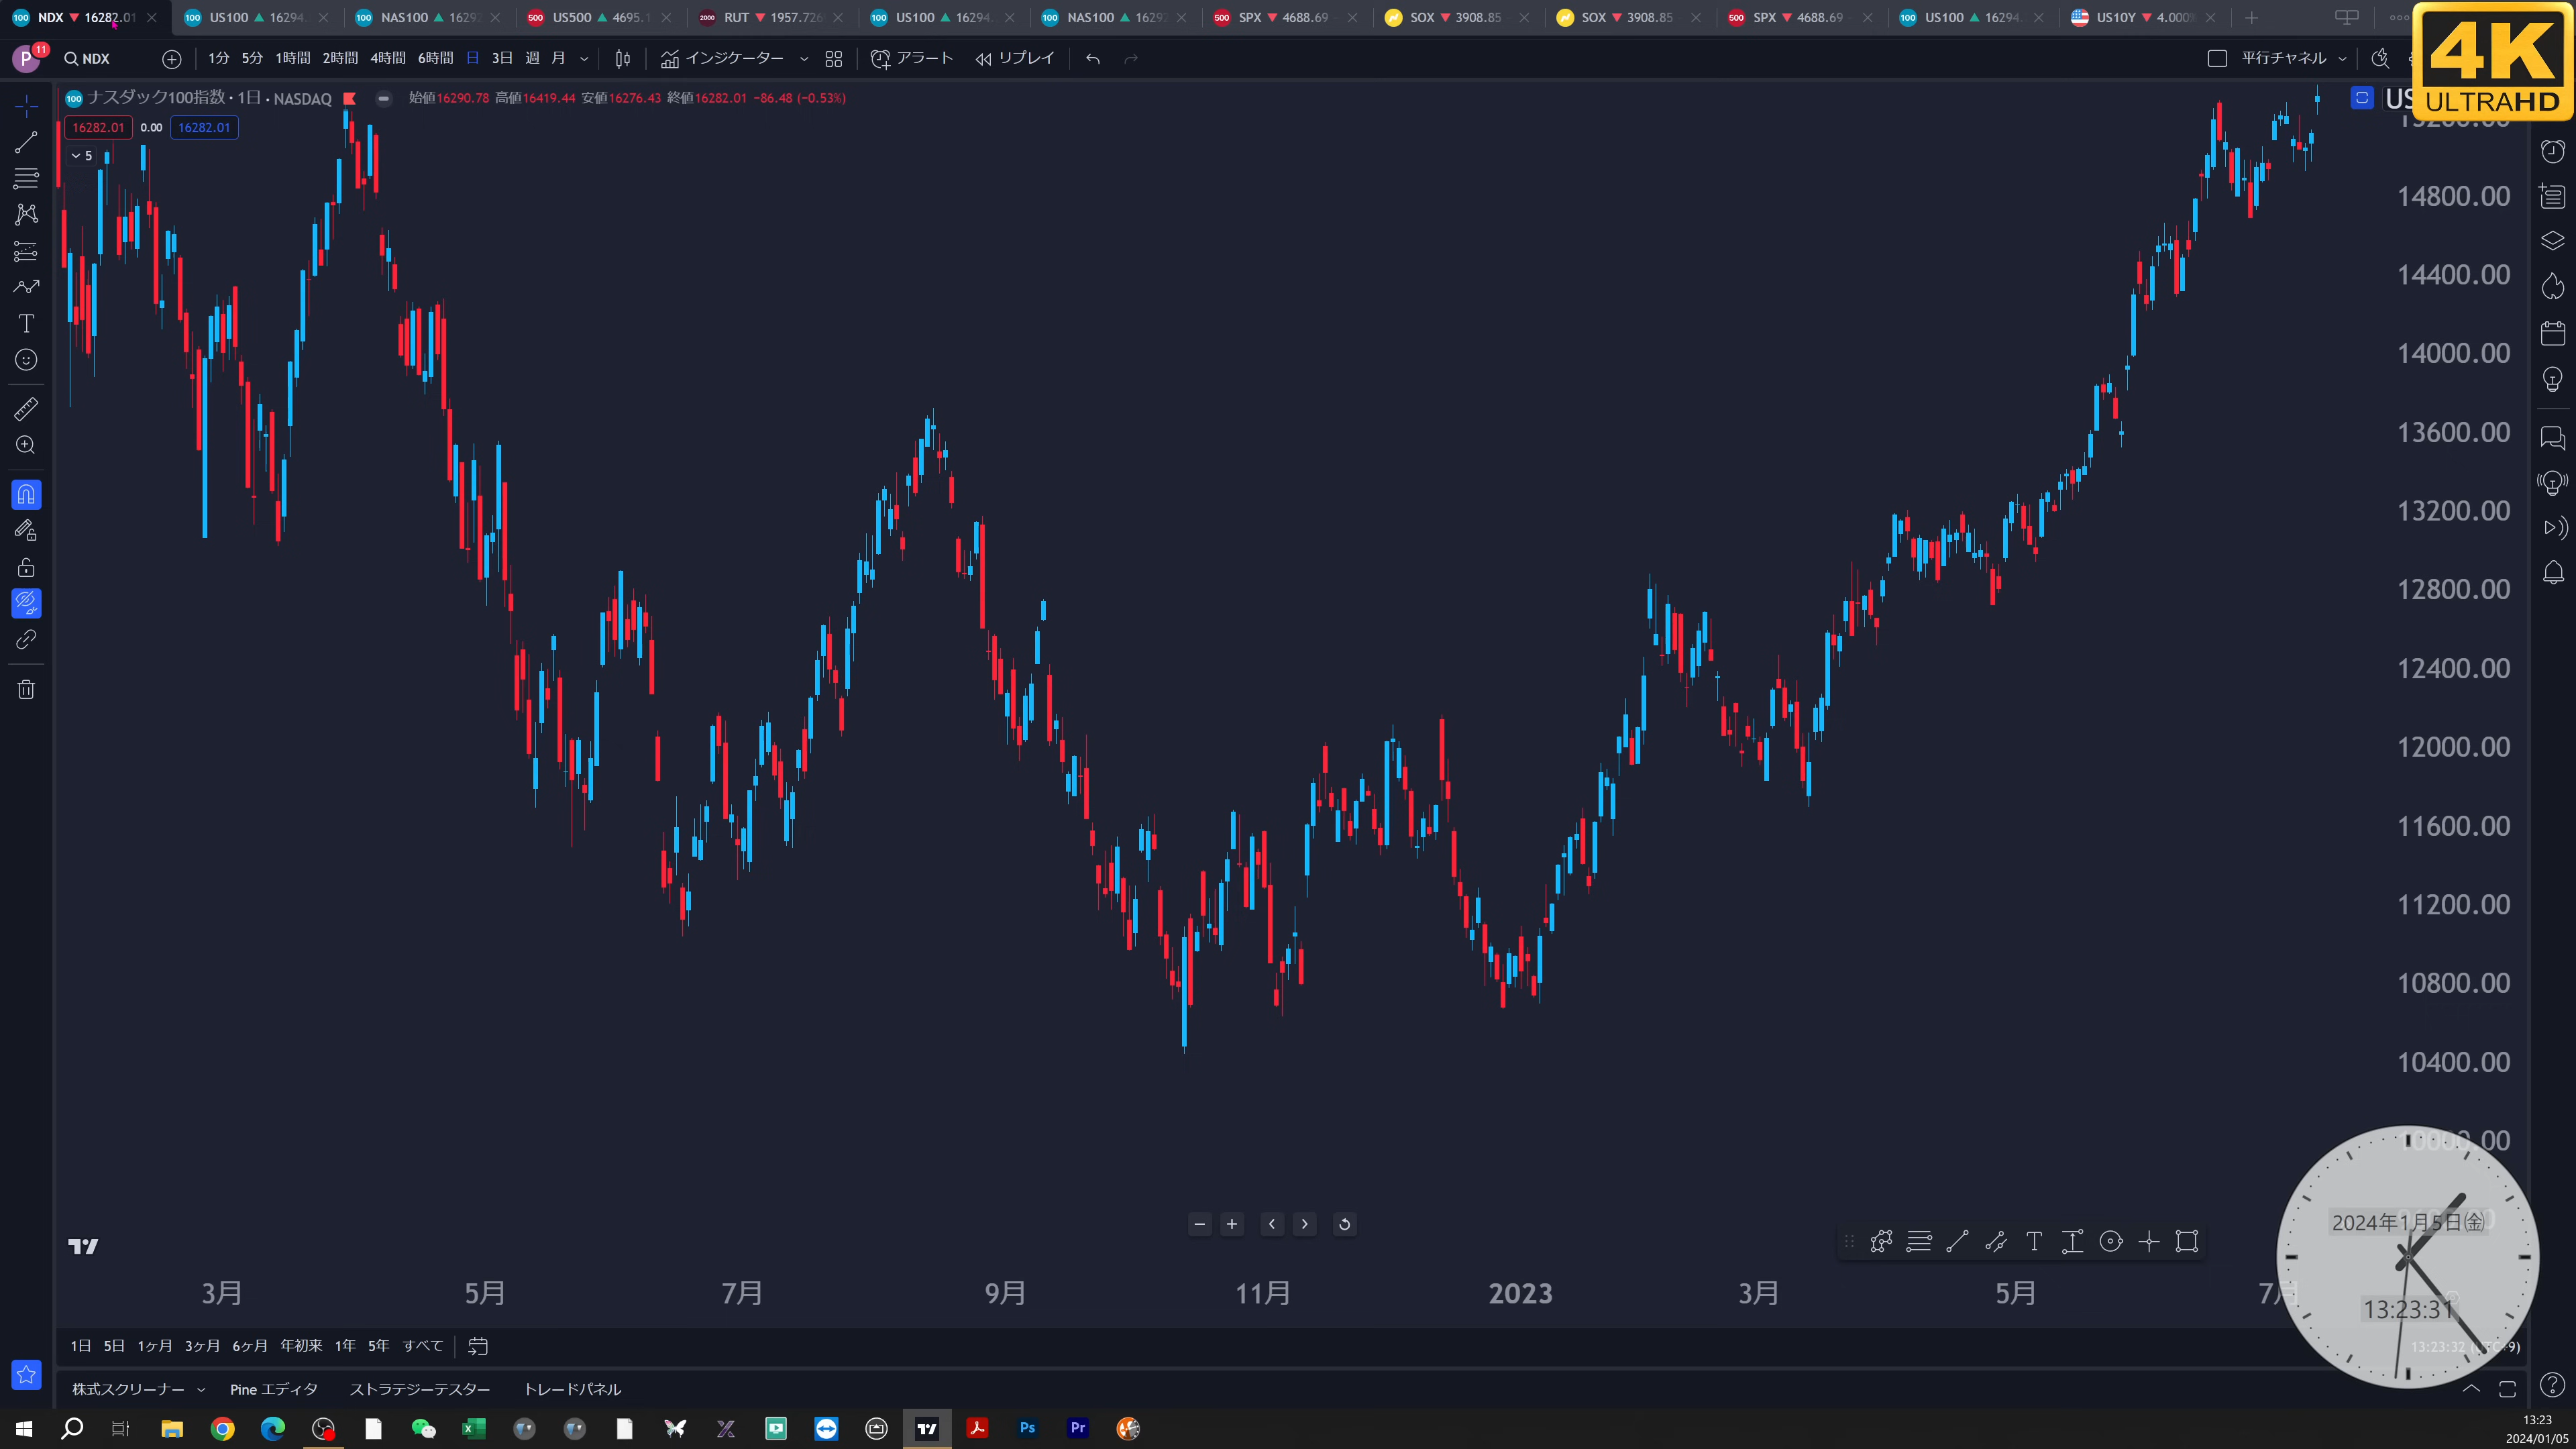 NDX 16282.01 US100 16294. NAS100 1629 US500 4695.1 RUT 1957.726 US100 16294. NAS100 1629 SPX 4688.69 SOX 3908.85 SOX 3908.85 SPX 4688.69 US100 16294. US10Y 4.000
P 11 NDX 1分 5分 1時間 2時間 4時間 6時間 日 3日 週 月 インジケーター アラート リプレイ 平行チャネル
4K
ULTRAHD
ナスダック100指数・1日・NASDAQ 始値16290.78 高値16419.44 安値16276.43 終値16282.01 −86.48 (−0.53%)
16282.01 0.00 16282.01
5
14800.00
14400.00
14000.00
13600.00
13200.00
12800.00
12400.00
12000.00
11600.00
11200.00
10800.00
10400.00
10000.00
2024年1月5日㈮
13:23:31
3月 5月 7月 9月 11月 2023 3月 5月 7月
1日 5日 1ヶ月 3ヶ月 6ヶ月 年初来 1年 5年 すべて
13:23:32
株式スクリーナー Pine エディタ ストラテジーテスター トレードパネル
Ps Pr
13:23
2024/01/05